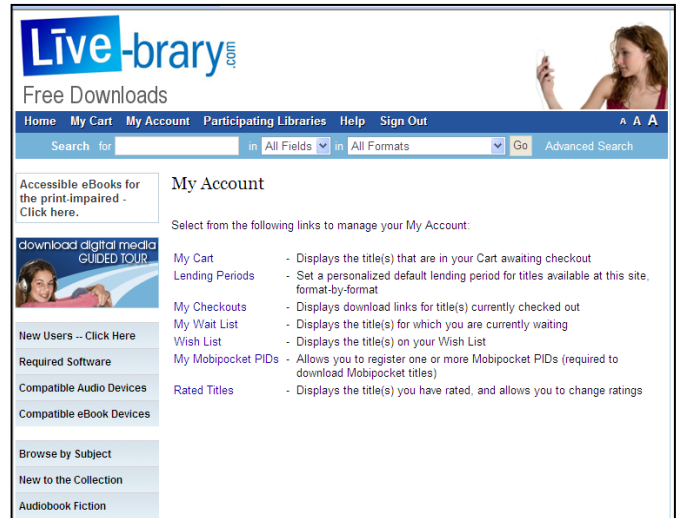 Live-brary.com
Free Downloads
Home My Cart My Account Participating Libraries Help Sign Out A A A
Search for in All Fields in All Formats Go Advanced Search
Accessible eBooks for
the print-impaired -
Click here.
download digital media
GUIDED TOUR
New Users -- Click Here
Required Software
Compatible Audio Devices
Compatible eBook Devices
Browse by Subject
New to the Collection
Audiobook Fiction
My Account
Select from the following links to manage your My Account:
My Cart - Displays the title(s) that are in your Cart awaiting checkout
Lending Periods - Set a personalized default lending period for titles available at this site,
format-by-format
My Checkouts - Displays download links for title(s) currently checked out
My Wait List - Displays the title(s) for which you are currently waiting
Wish List - Displays the title(s) on your Wish List
My Mobipocket PIDs - Allows you to register one or more Mobipocket PIDs (required to
download Mobipocket titles)
Rated Titles - Displays the title(s) you have rated, and allows you to change ratings